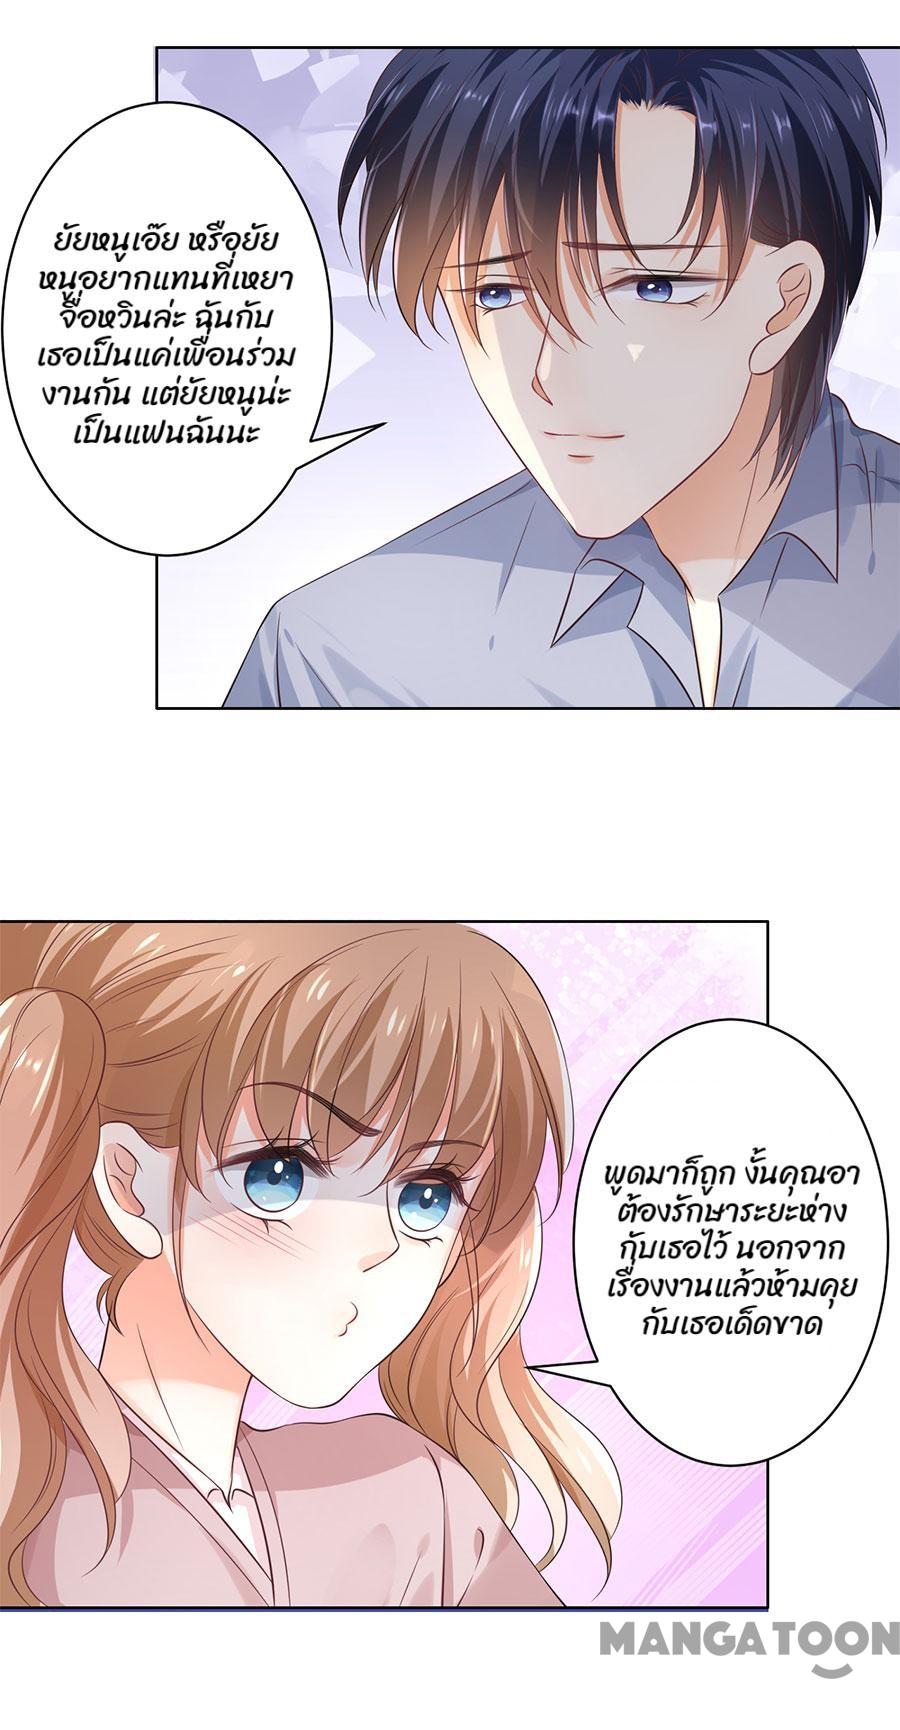 ยัยหนูเอ๊ย หรือยัย
หนูอยากแทนที่เหยา
จื่อหวินล่ะ ฉันกับ
เธอเป็นแค่เพื่อนร่วม
งานกัน แต่ยัยหนูน่ะ
เป็นแฟนฉันนะ
พูดมาก็ถูก งั้นคุณอา
ต้องรักษาระยะห่าง
กับเธอไว้ นอกจาก
เรื่องงานแล้วห้ามคุย
กับเธอเด็ดขาด
MANGATOON